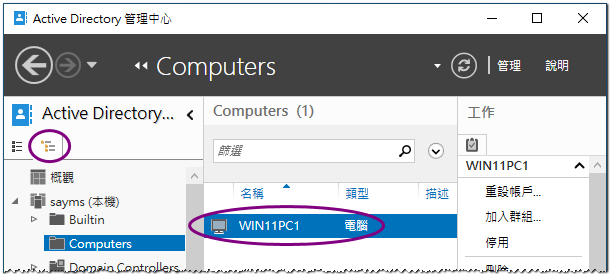 Active Directory 管理中心
Computers
管理
說明
Active Directory...
概觀
sayms (本機)
Builtin
Computers
Domain Controllers
Computers (1)
篩選
名稱 類型 描述
WIN11PC1 電腦
工作
WIN11PC1
重設帳戶...
加入群組...
停用
刪除